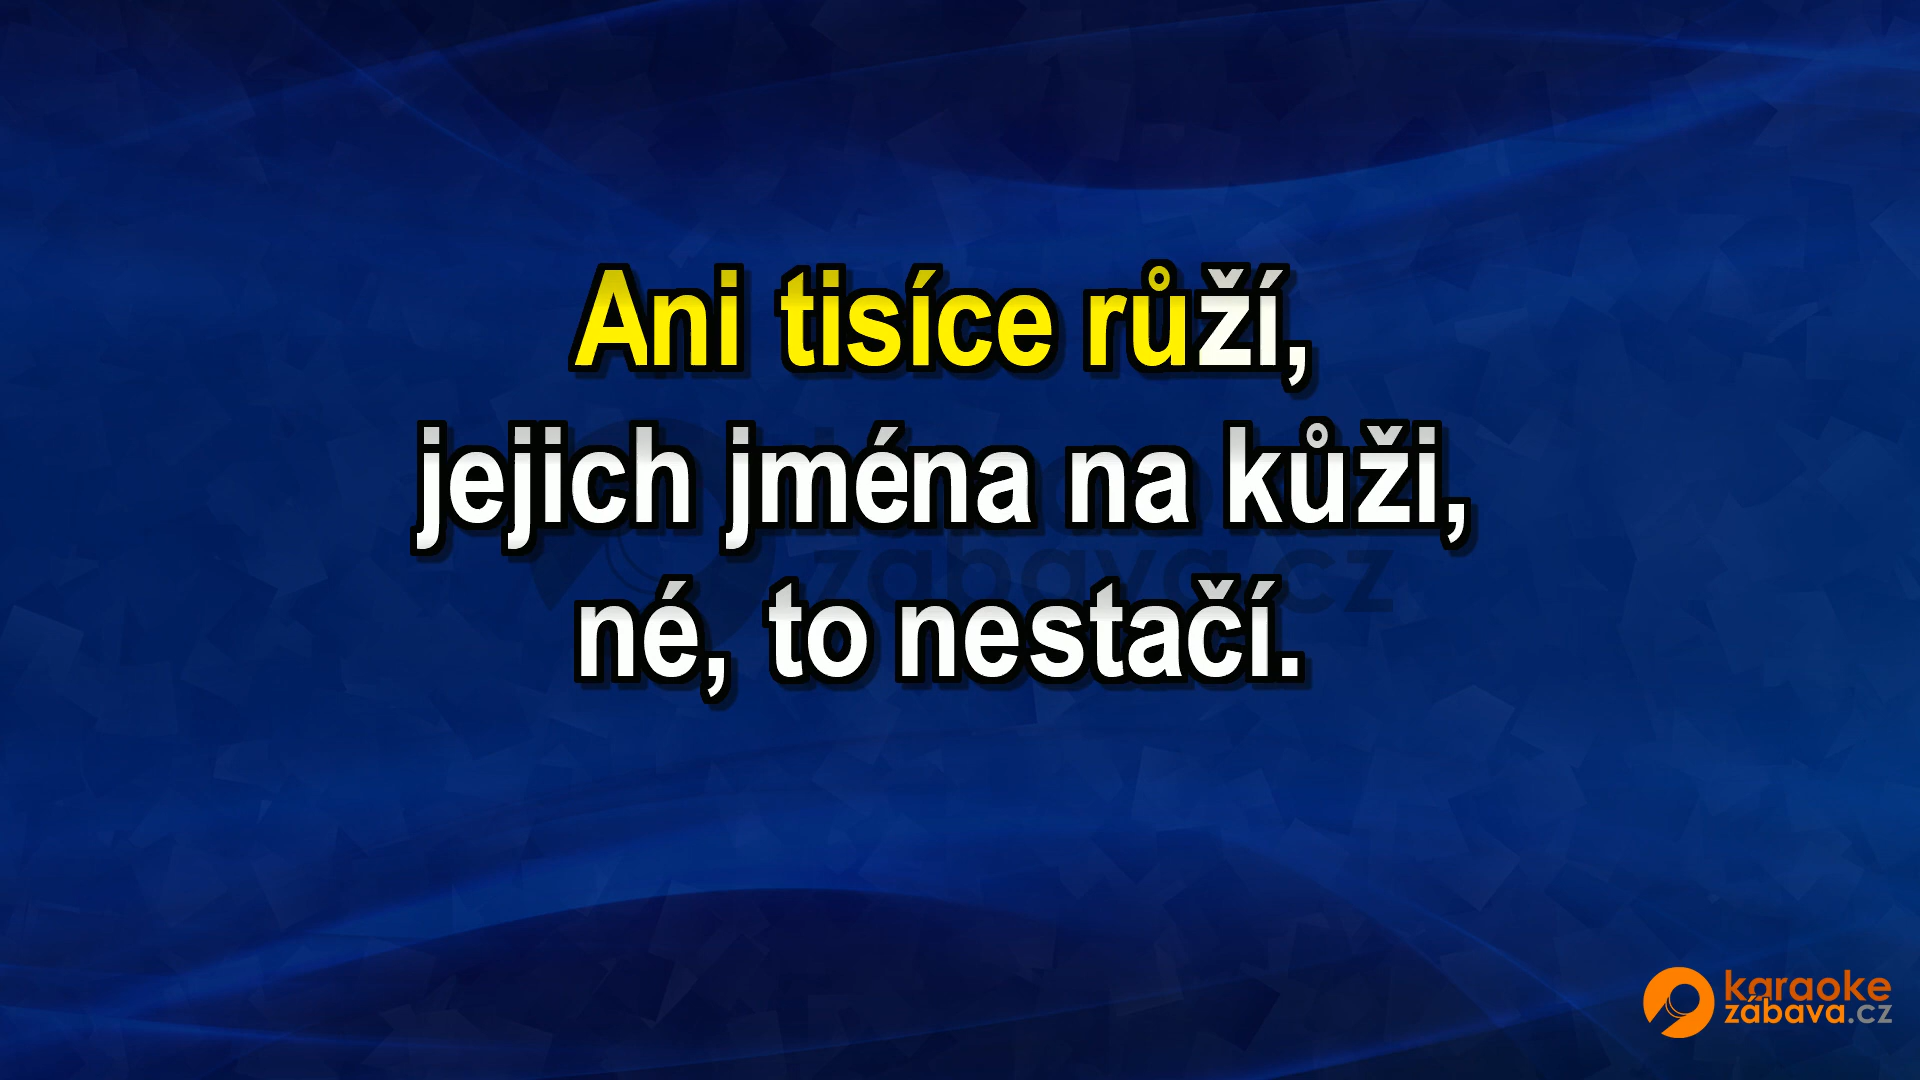 Ani tisíce růží,
jejich jména na kůži,
né, to nestačí.
karaoke
zábava.cz